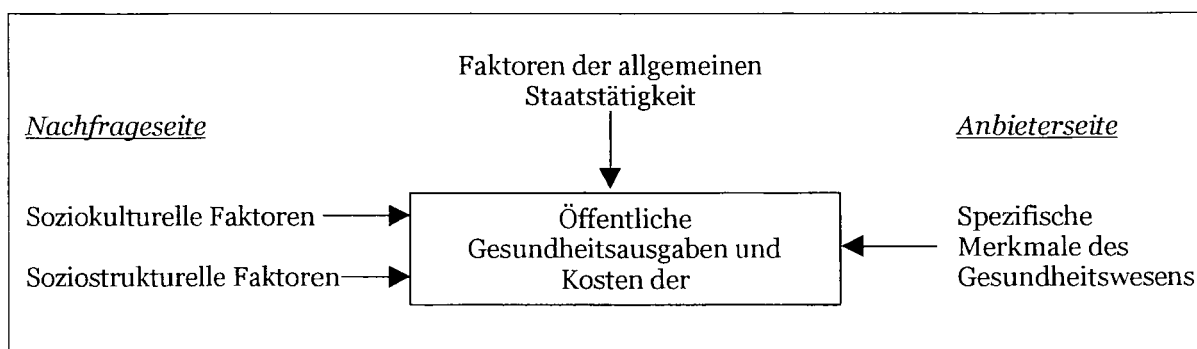 Faktoren der allgemeinen
Staatstätigkeit
Nachfrageseite
Anbieterseite
Soziokulturelle Faktoren
Soziostrukturelle Faktoren
Öffentliche
Gesundheitsausgaben und
Kosten der
Spezifische
Merkmale des
Gesundheitswesens